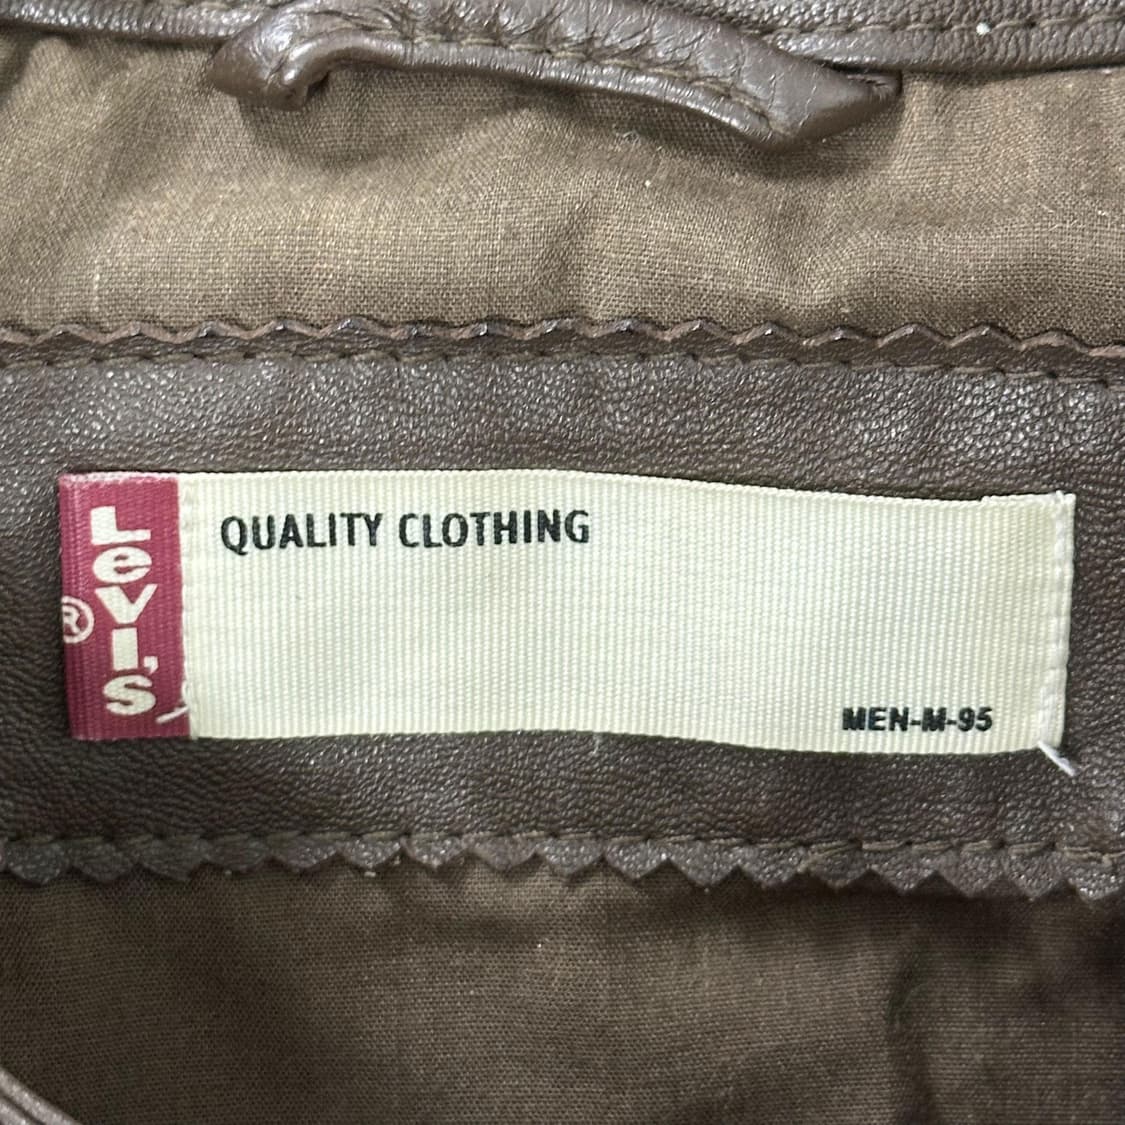 LeVI'S
®
QUALITY CLOTHING
MEN-M-95